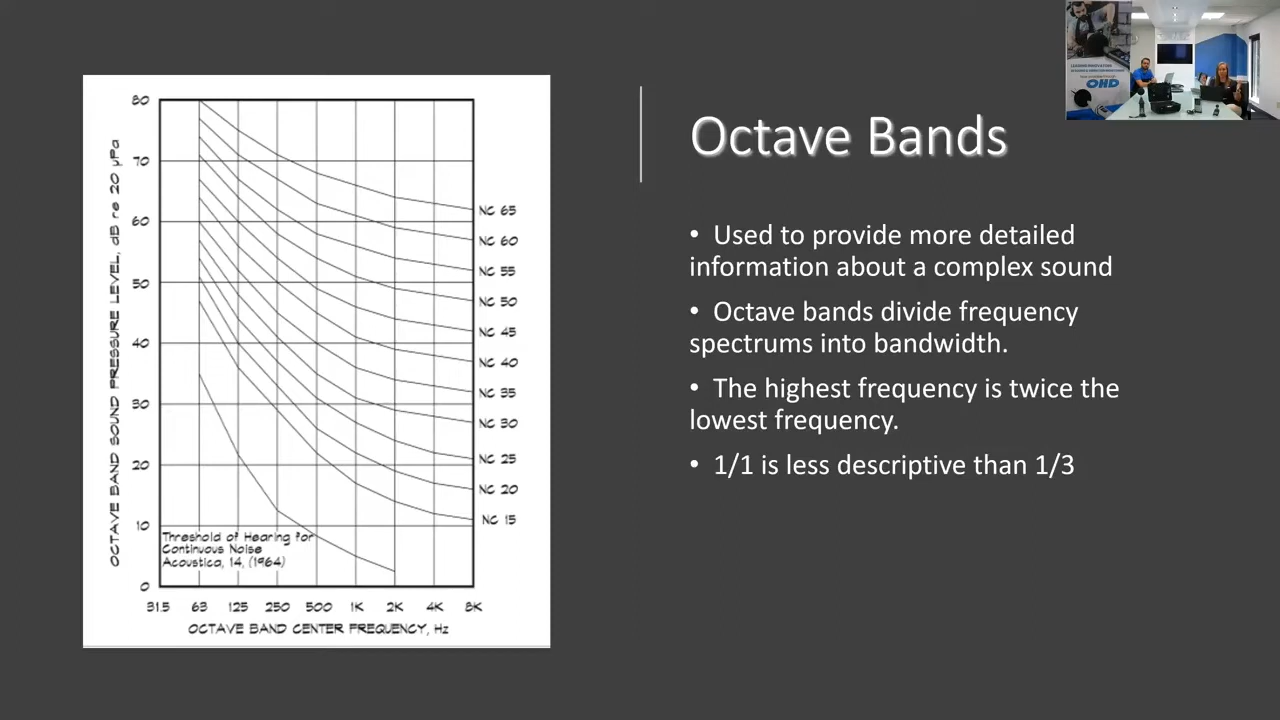 Octave Bands
• Used to provide more detailed
information about a complex sound
• Octave bands divide frequency
spectrums into bandwidth.
• The highest frequency is twice the
lowest frequency.
• 1/1 is less descriptive than 1/3
OCTAVE BAND SOUND PRESSURE LEVEL, dB re 20 µPa
80
70
60
50
40
30
20
10
0
NC 65
NC 60
NC 55
NC 50
NC 45
NC 40
NC 35
NC 30
NC 25
NC 20
NC 15
Threshold of Hearing for
Continuous Noise
Acoustica, 14, (1964)
31.5 63 125 250 500 1K 2K 4K 8K
OCTAVE BAND CENTER FREQUENCY, Hz
OHD